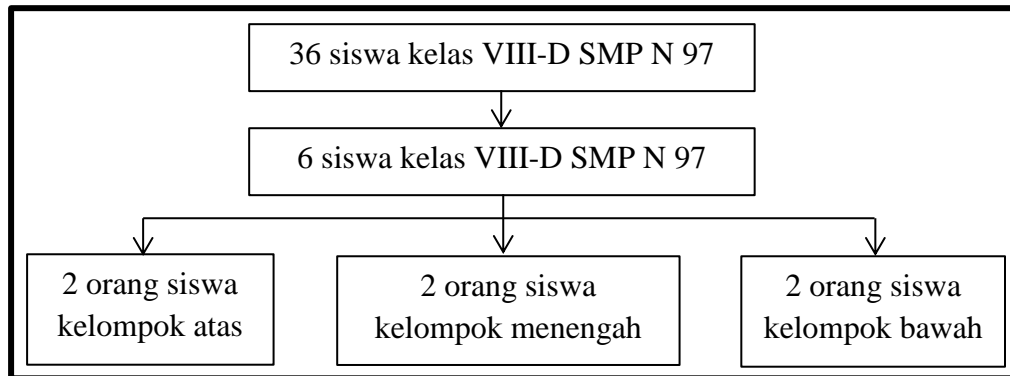 36 siswa kelas VIII-D SMP N 97
6 siswa kelas VIII-D SMP N 97
2 orang siswa
kelompok atas
2 orang siswa
kelompok menengah
2 orang siswa
kelompok bawah